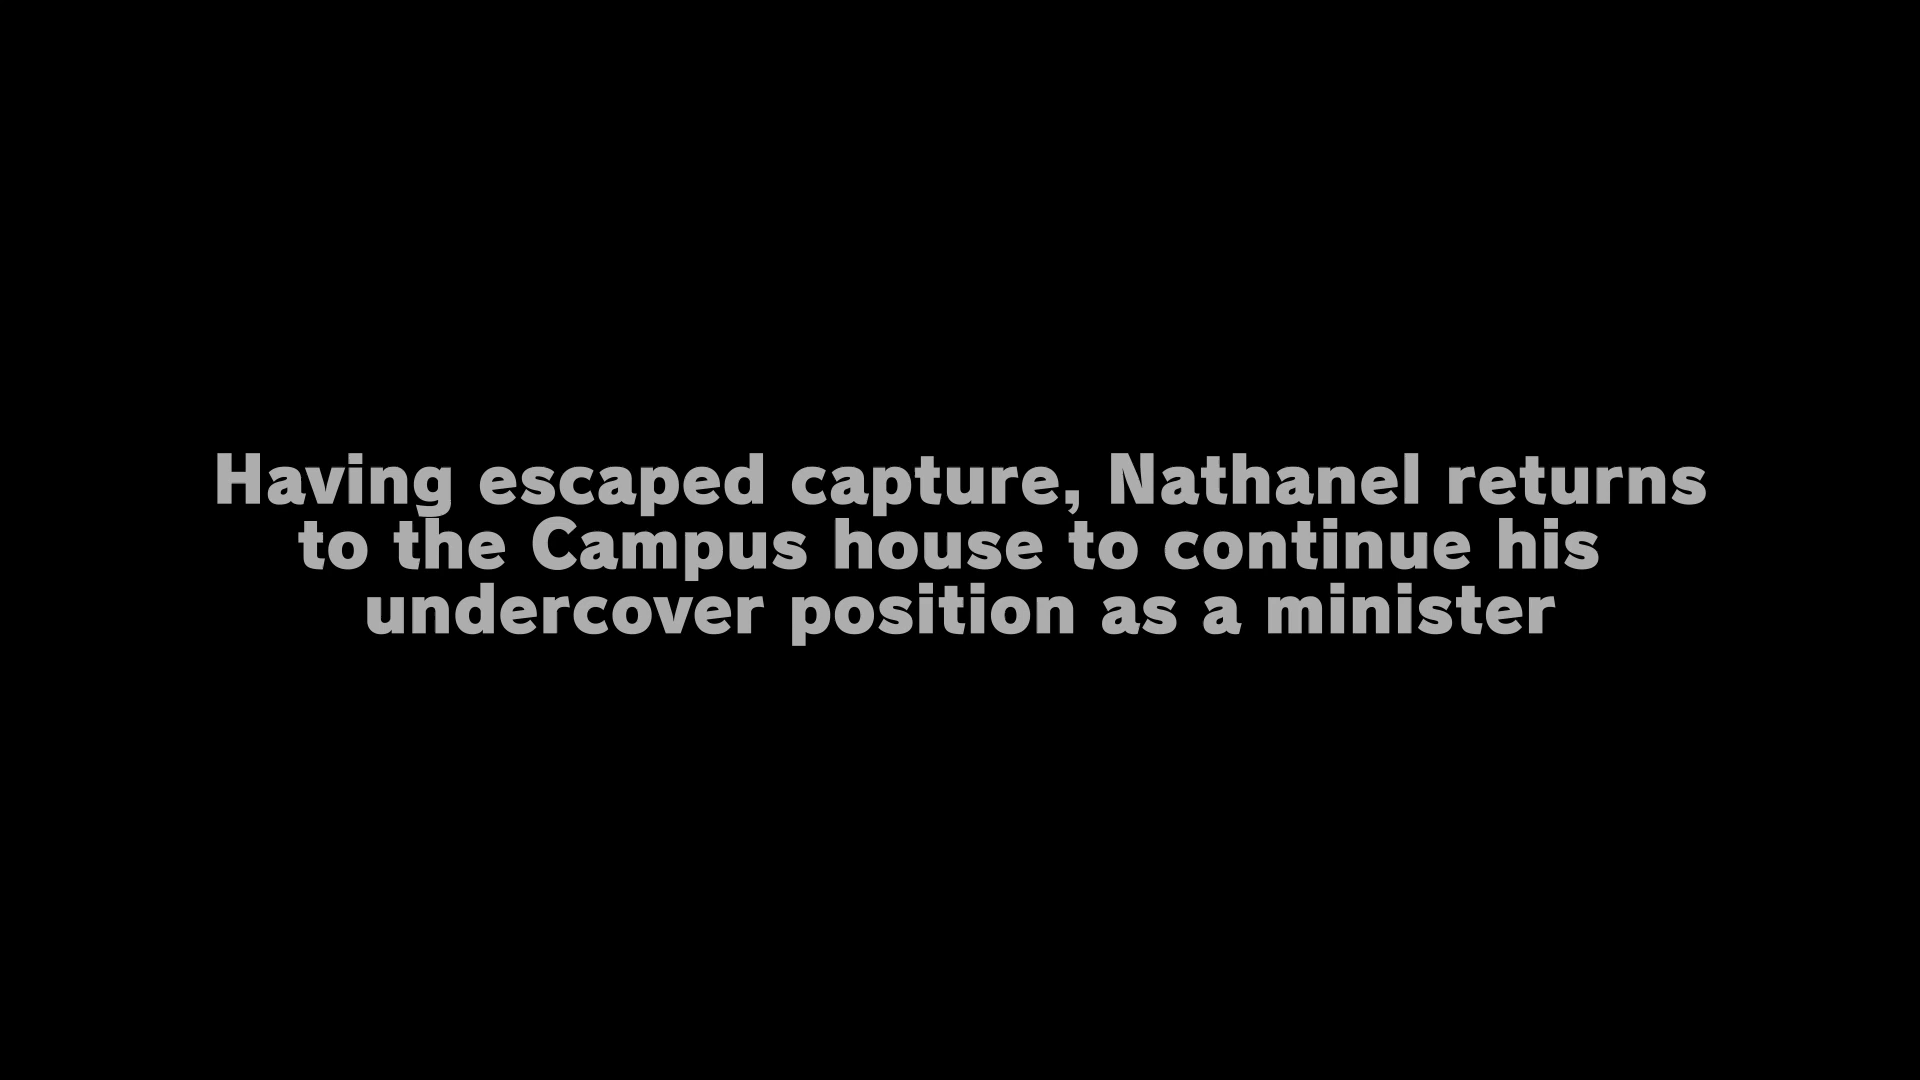 Having escaped capture, Nathanel returns
to the Campus house to continue his
undercover position as a minister